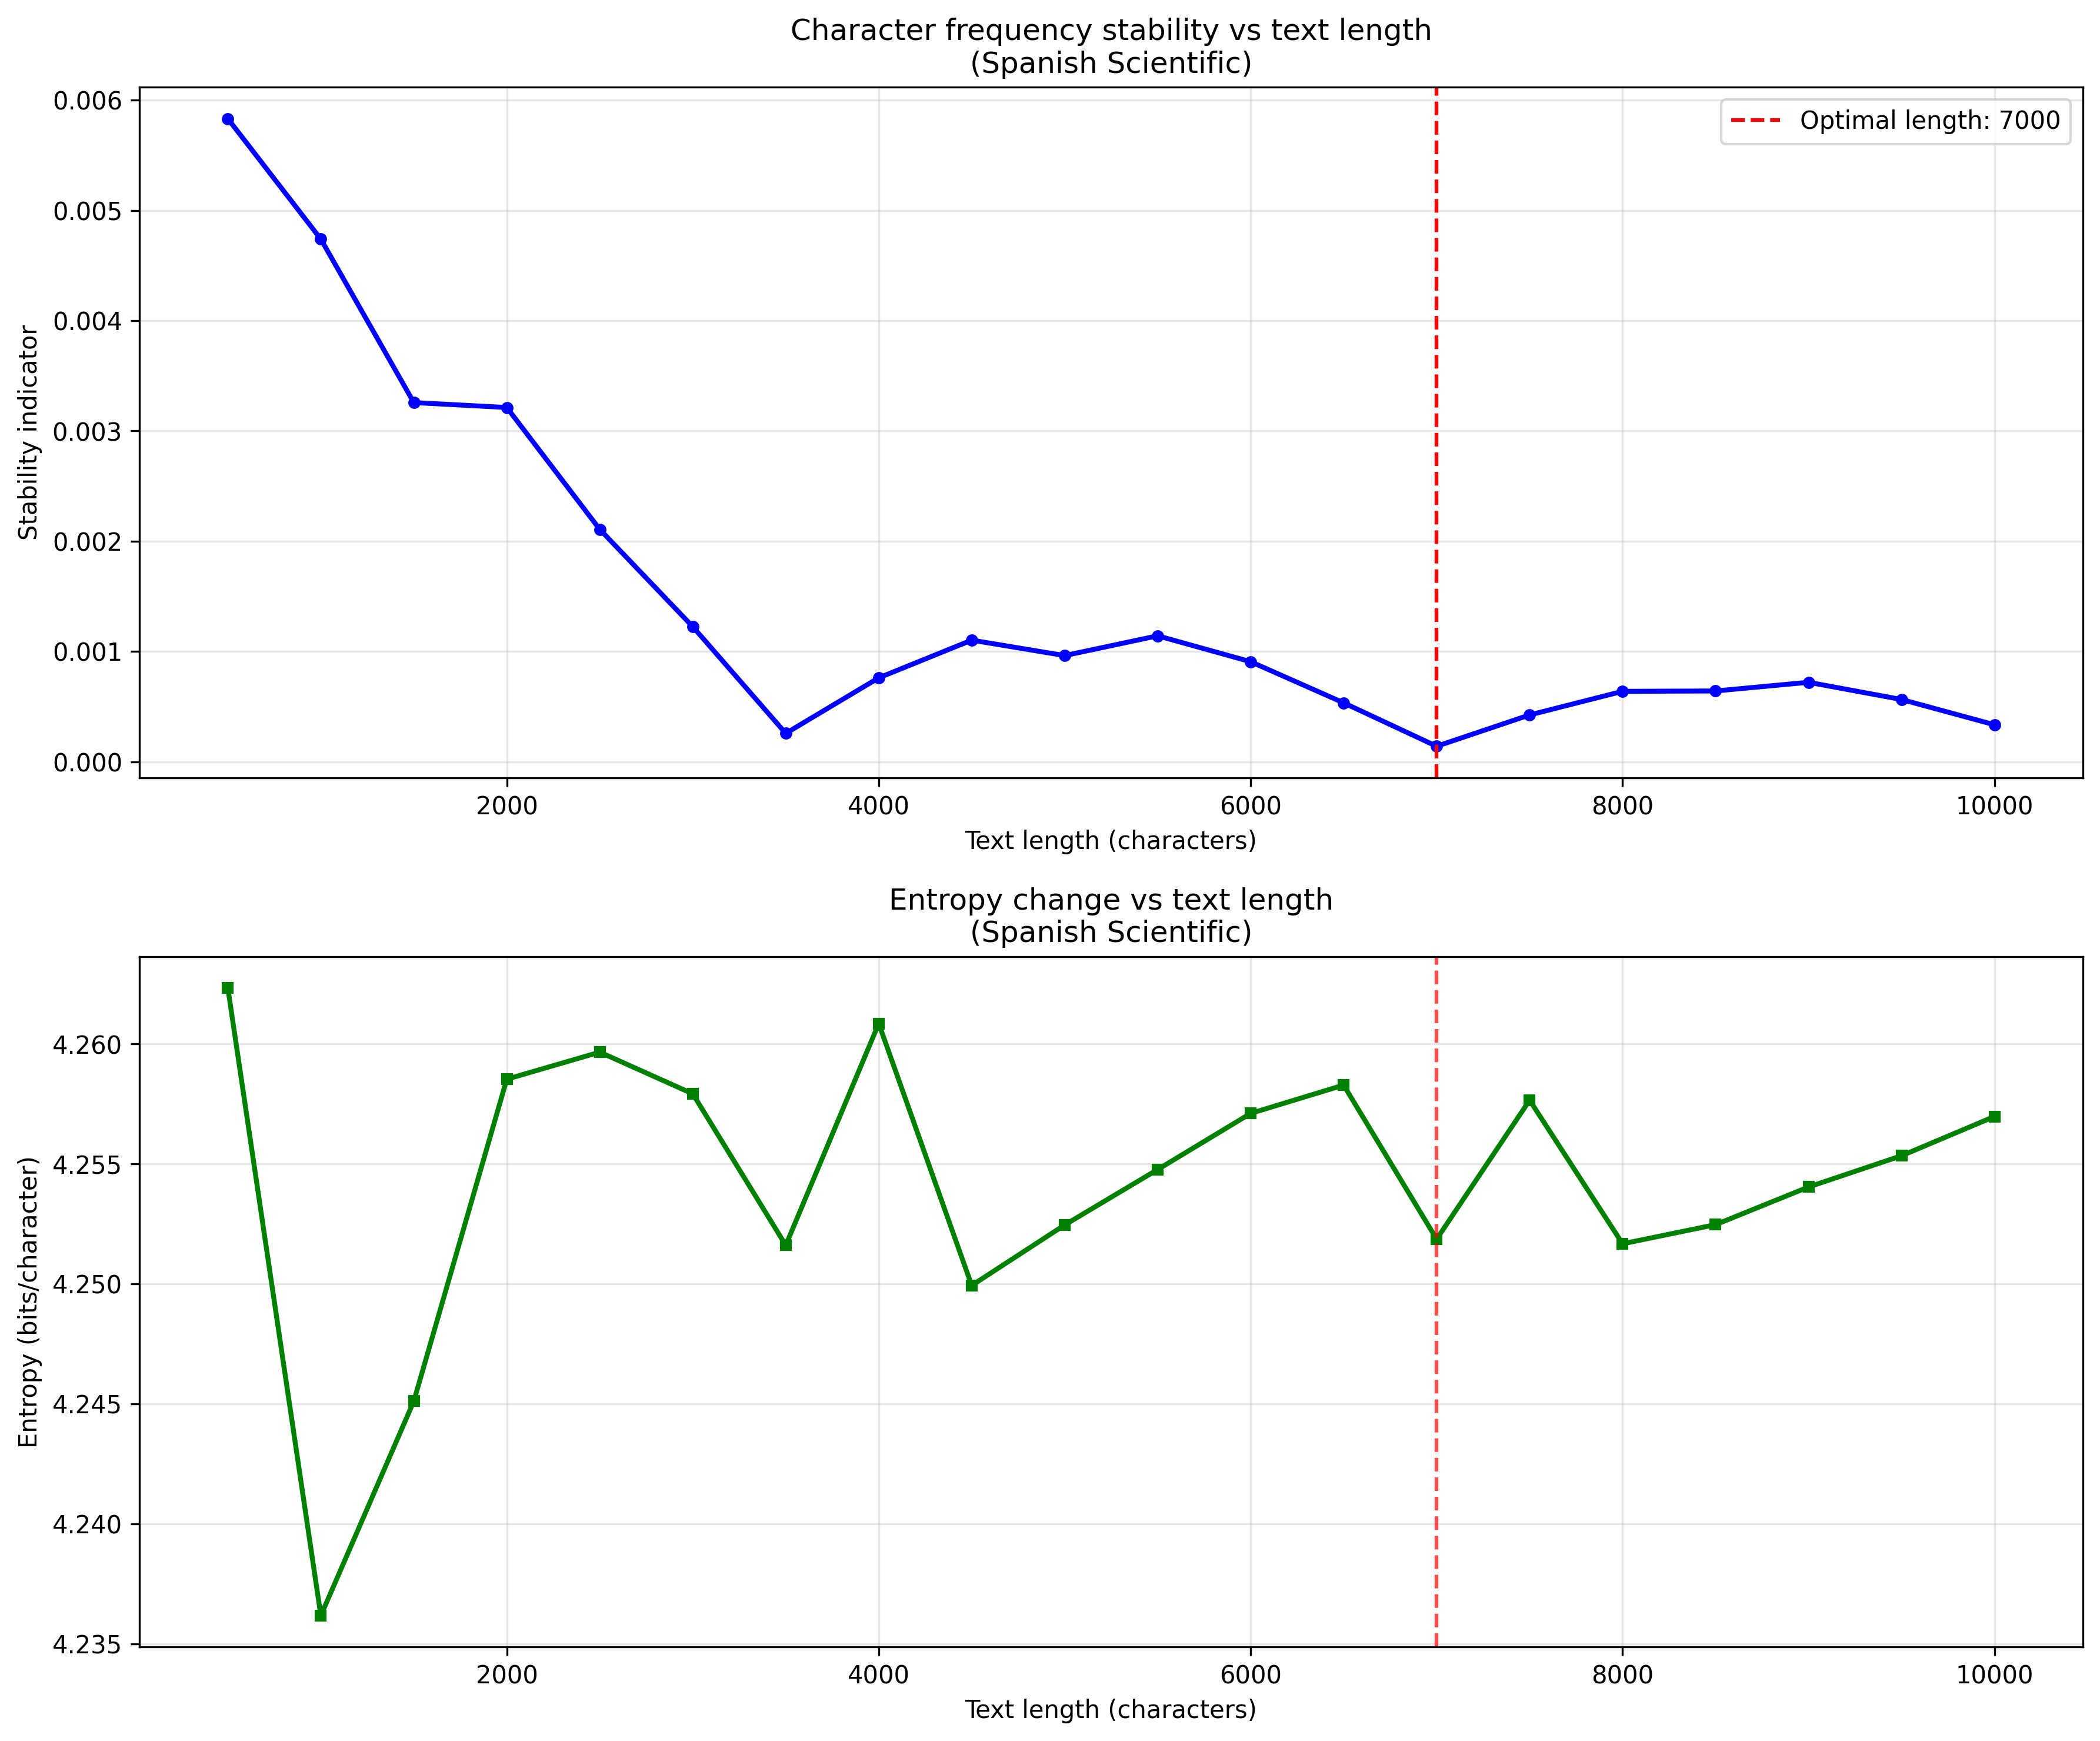 Character frequency stability vs text length
(Spanish Scientific)
Optimal length: 7000
Stability indicator
0.006
0.005
0.004
0.003
0.002
0.001
0.000
2000 4000 6000 8000 10000
Text length (characters)
Entropy change vs text length
(Spanish Scientific)
Entropy (bits/character)
4.260
4.255
4.250
4.245
4.240
4.235
2000 4000 6000 8000 10000
Text length (characters)